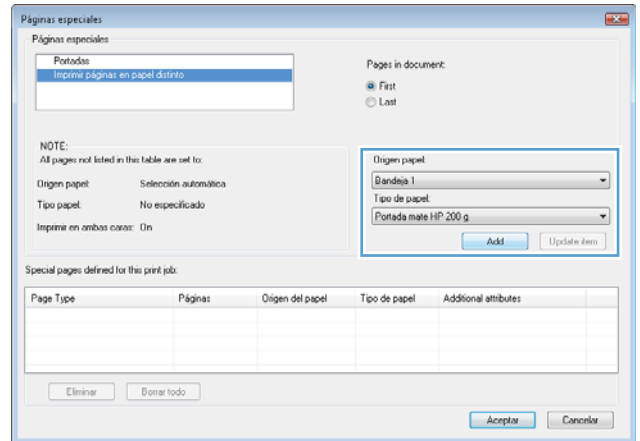 Páginas especiales
Páginas especiales
Portadas
Imprimir páginas en papel distinto
Pages in document:
First
Last
NOTE:
All pages not listed in this table are set to:
Origen papel: Selección automática
Tipo papel: No especificado
Imprimir en ambas caras: On
Origen papel:
Bandeja 1
Tipo de papel:
Portada mate HP 200 g
Add Update item
Special pages defined for this print job:
Page Type Páginas Origen del papel Tipo de papel Additional attributes
Eliminar Borrar todo
Aceptar Cancelar